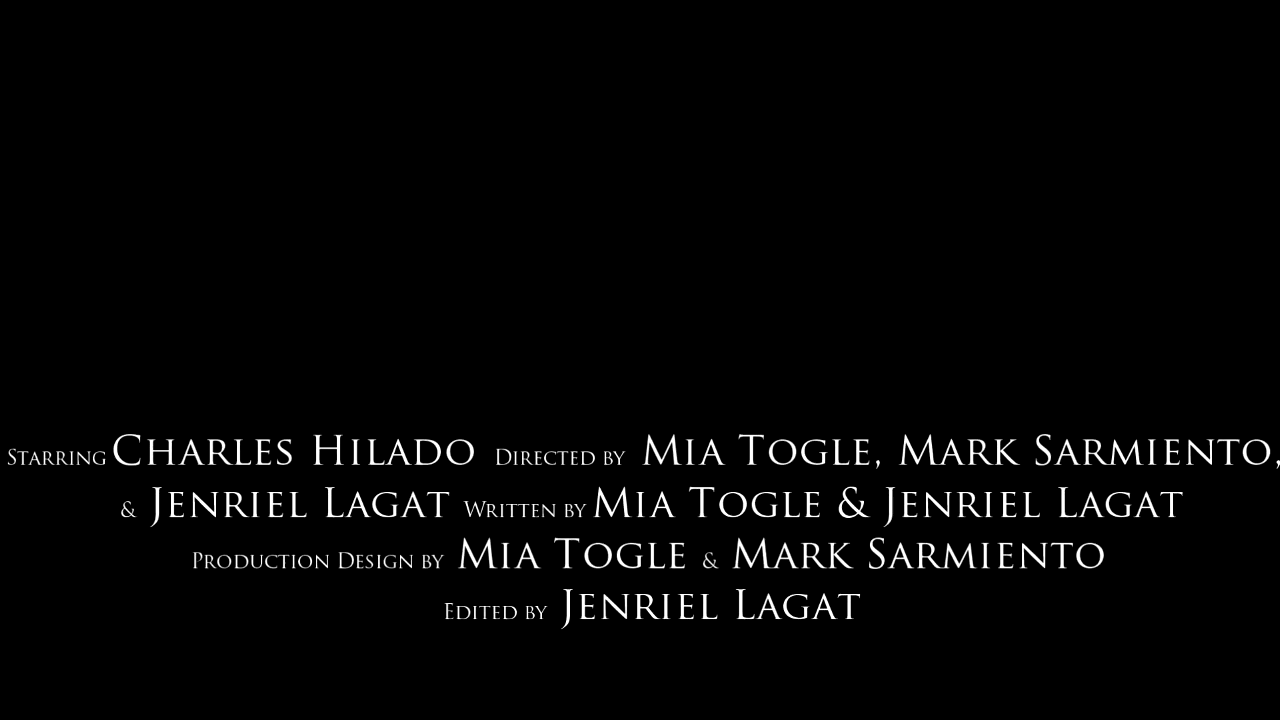 Starring Charles Hilado Directed by Mia Togle, Mark Sarmiento,
& Jenriel Lagat Written by Mia Togle & Jenriel Lagat
Production Design by Mia Togle & Mark Sarmiento
Edited by Jenriel Lagat